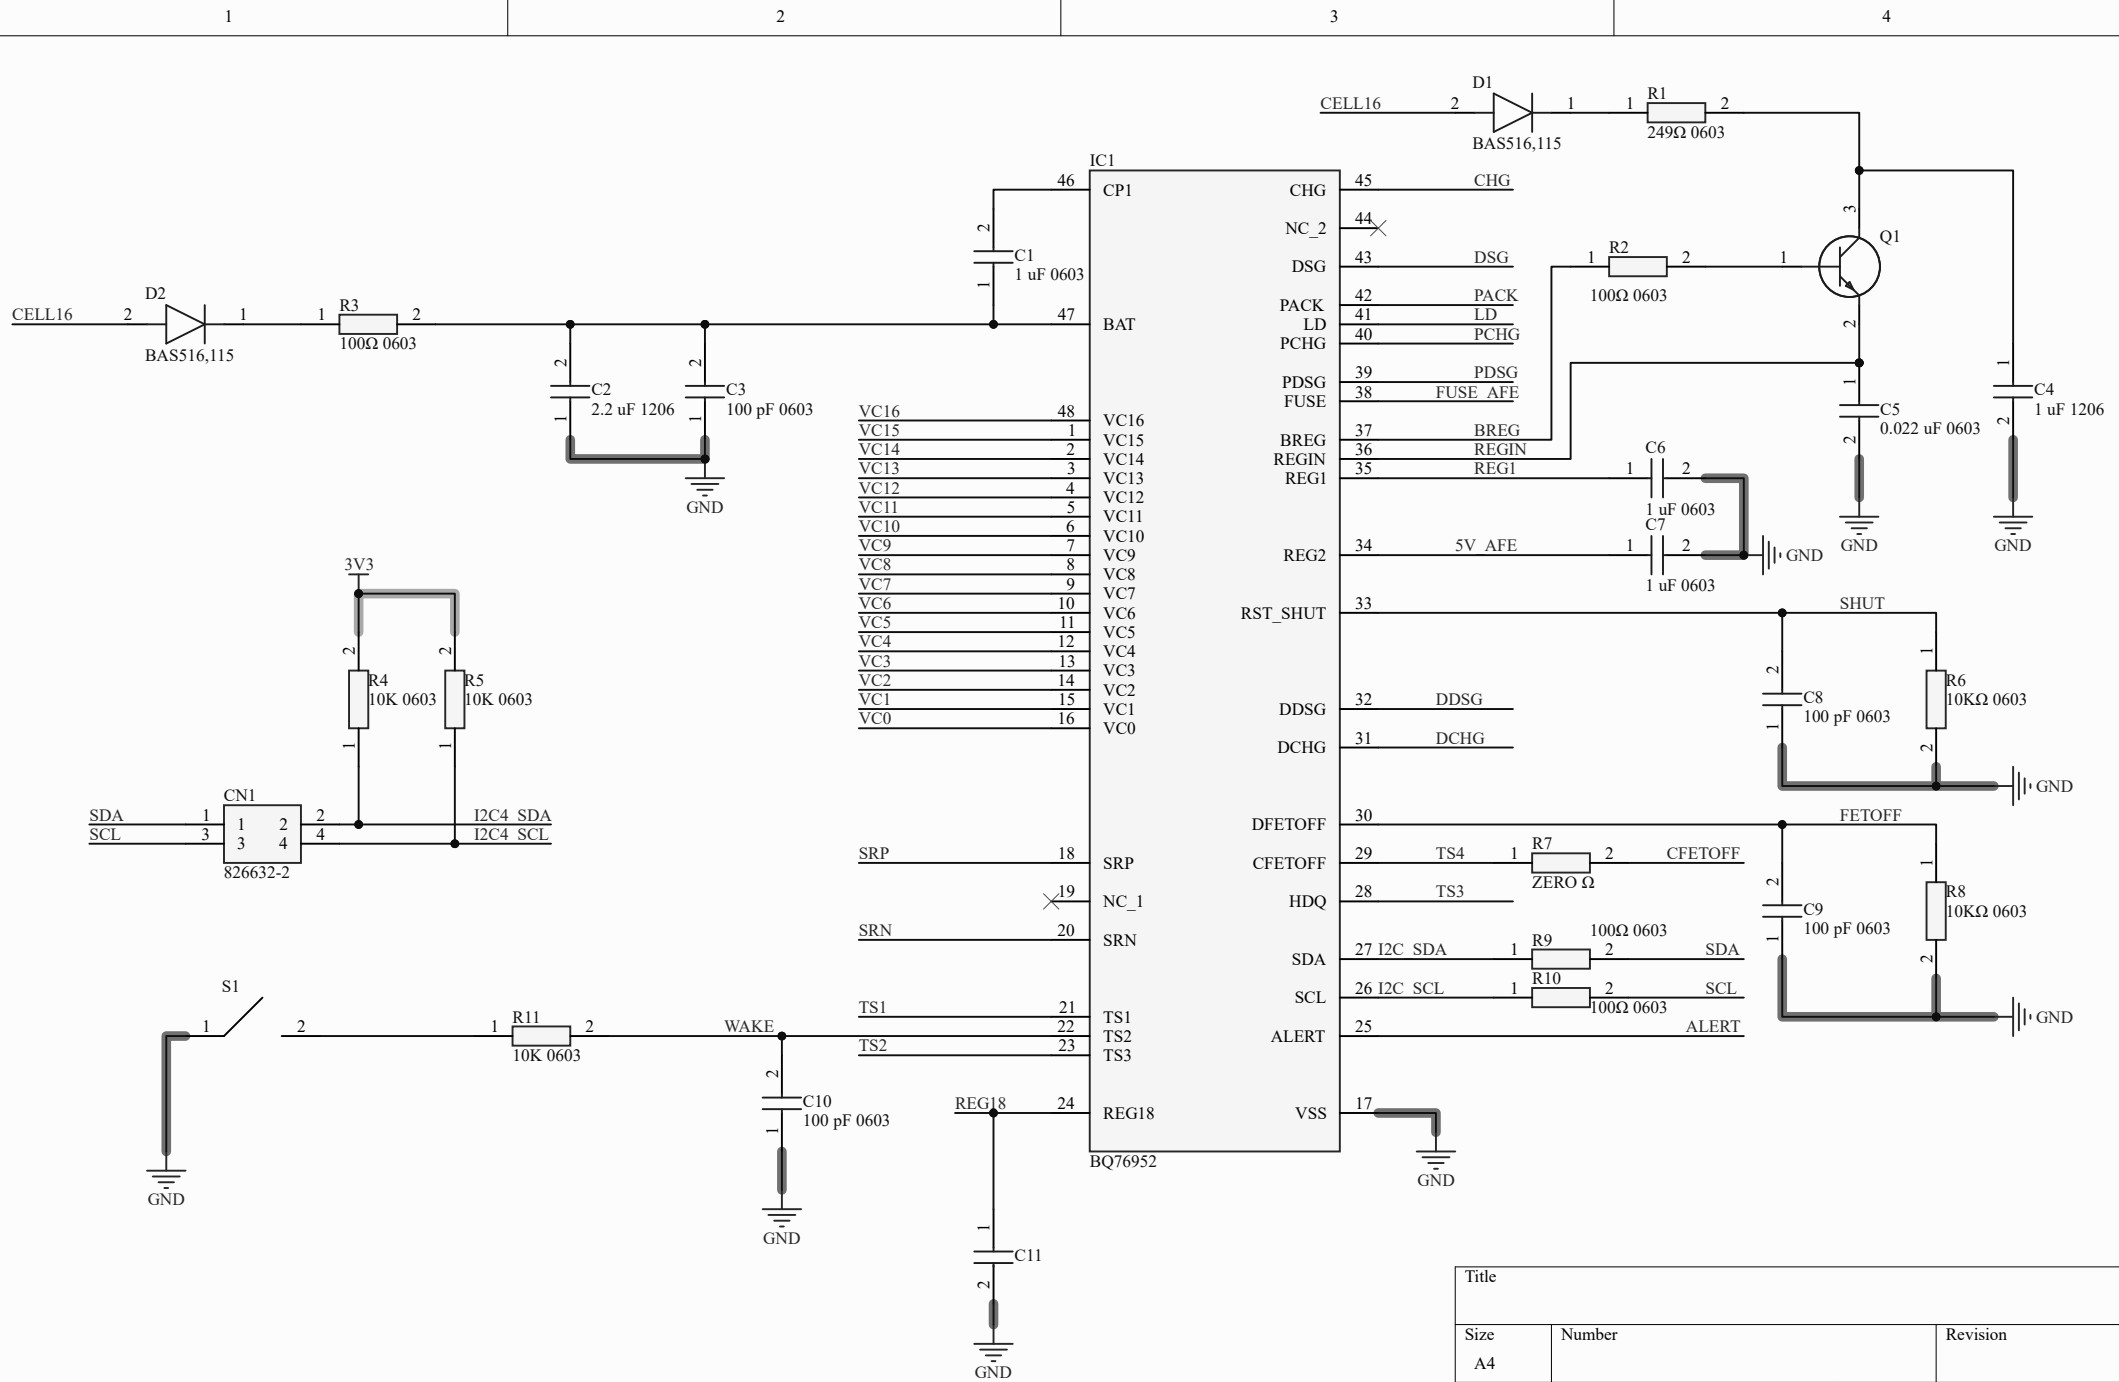 1 2 3 4
D1
CELL16 2 1 1 R1 2
BAS516,115 249Ω 0603
IC1
46 CP1 CHG 45 CHG
NC_2 44
3
Q1
2
C1
1 uF 0603
1
DSG 43 DSG
1 R2 2 1
100Ω 0603
2
PACK 42 PACK
D2
CELL16 2 1 1 R3 2
BAS516,115 100Ω 0603
47 BAT LD 41 LD
PCHG 40 PCHG
2
C2
2.2 uF 1206
1
2
C3
100 pF 0603
1
GND
PDSG 39 PDSG
FUSE 38 FUSE_AFE
1
C5
0.022 uF 0603
2
GND
1
C4
1 uF 1206
2
GND
VC16 48 VC16
VC15 1 VC15
VC14 2 VC14
VC13 3 VC13
VC12 4 VC12
VC11 5 VC11
VC10 6 VC10
VC9 7 VC9
VC8 8 VC8
VC7 9 VC7
VC6 10 VC6
VC5 11 VC5
VC4 12 VC4
VC3 13 VC3
VC2 14 VC2
VC1 15 VC1
VC0 16 VC0
BREG 37 BREG
REGIN 36 REGIN
REG1 35 REG1
C6
1 2
1 uF 0603
C7
REG2 34 5V_AFE 1 2 GND
1 uF 0603
RST_SHUT 33 SHUT
3V3
2
R4
10K 0603
1
2
R5
10K 0603
1
2
C8
100 pF 0603
1
1
R6
10KΩ 0603
2
GND
DDSG 32 DDSG
DCHG 31 DCHG
CN1
SDA 1 1 2 2 I2C4_SDA
SCL 3 3 4 4 I2C4_SCL
826632-2
DFETOFF 30 FETOFF
SRP 18 SRP CFETOFF 29 TS4 1 R7 2 CFETOFF
ZERO Ω
19 NC_1 HDQ 28 TS3
2
C9
100 pF 0603
1
1
R8
10KΩ 0603
2
GND
SRN 20 SRN
100Ω 0603
SDA 27 I2C_SDA 1 R9 2 SDA
SCL 26 I2C_SCL 1 R10 2 SCL
100Ω 0603
S1
1 2 1 R11 2 WAKE
10K 0603
GND
TS1 21 TS1
22 TS2 ALERT 25 ALERT
TS2 23 TS3
2
C10
100 pF 0603
1
GND
REG18 24 REG18 VSS 17
BQ76952
GND
1
C11
2
GND
Title
Size Number Revision
A4